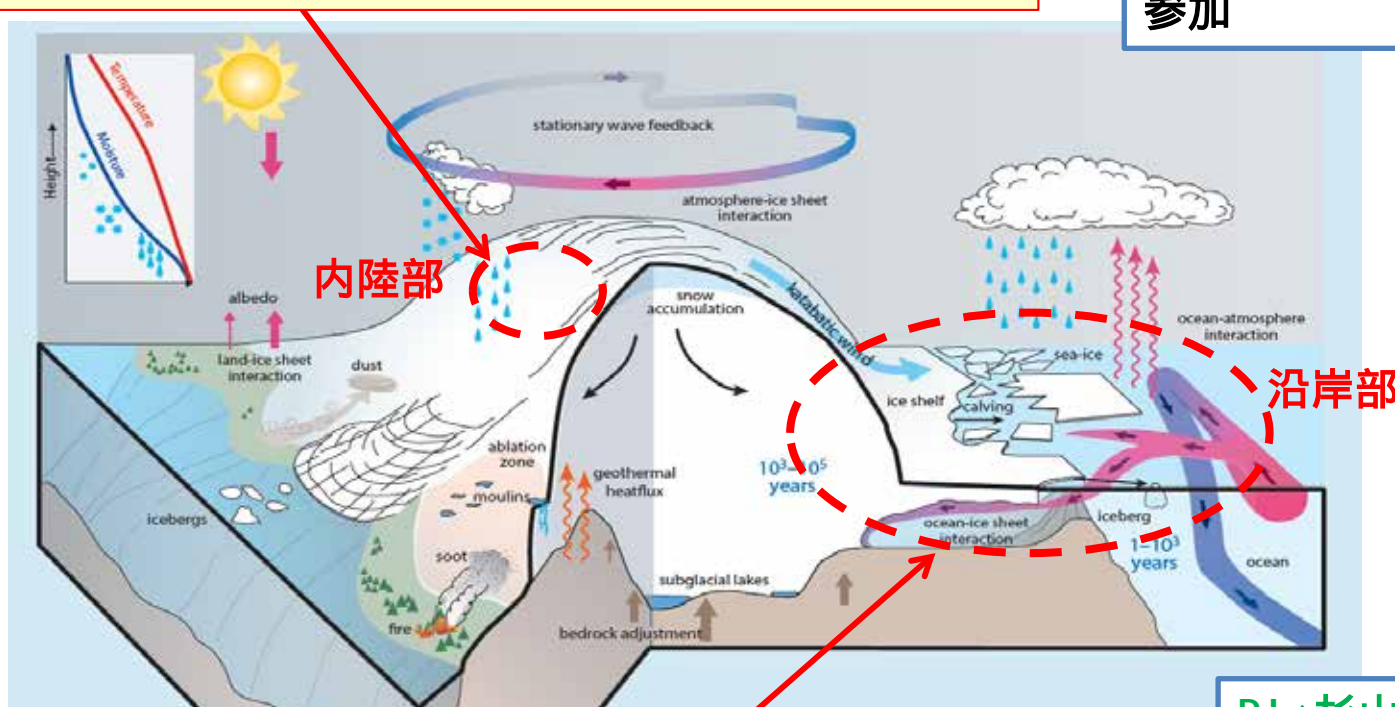 参加
Temperature
Moisture
Height
stationary wave feedback
atmosphere-ice sheet
interaction
内陸部
albedo
snow
accumulation
katabatic wind
ocean-atmosphere
interaction
land-ice sheet
interaction
dust
sea-ice
沿岸部
ice shelf
calving
ablation
zone
geothermal
heatflux
10³–10⁵
years
moulins
icebergs
ocean-ice sheet
interaction
iceberg
1–10³
years
ocean
soot
subglacial lakes
fire
bedrock adjustment